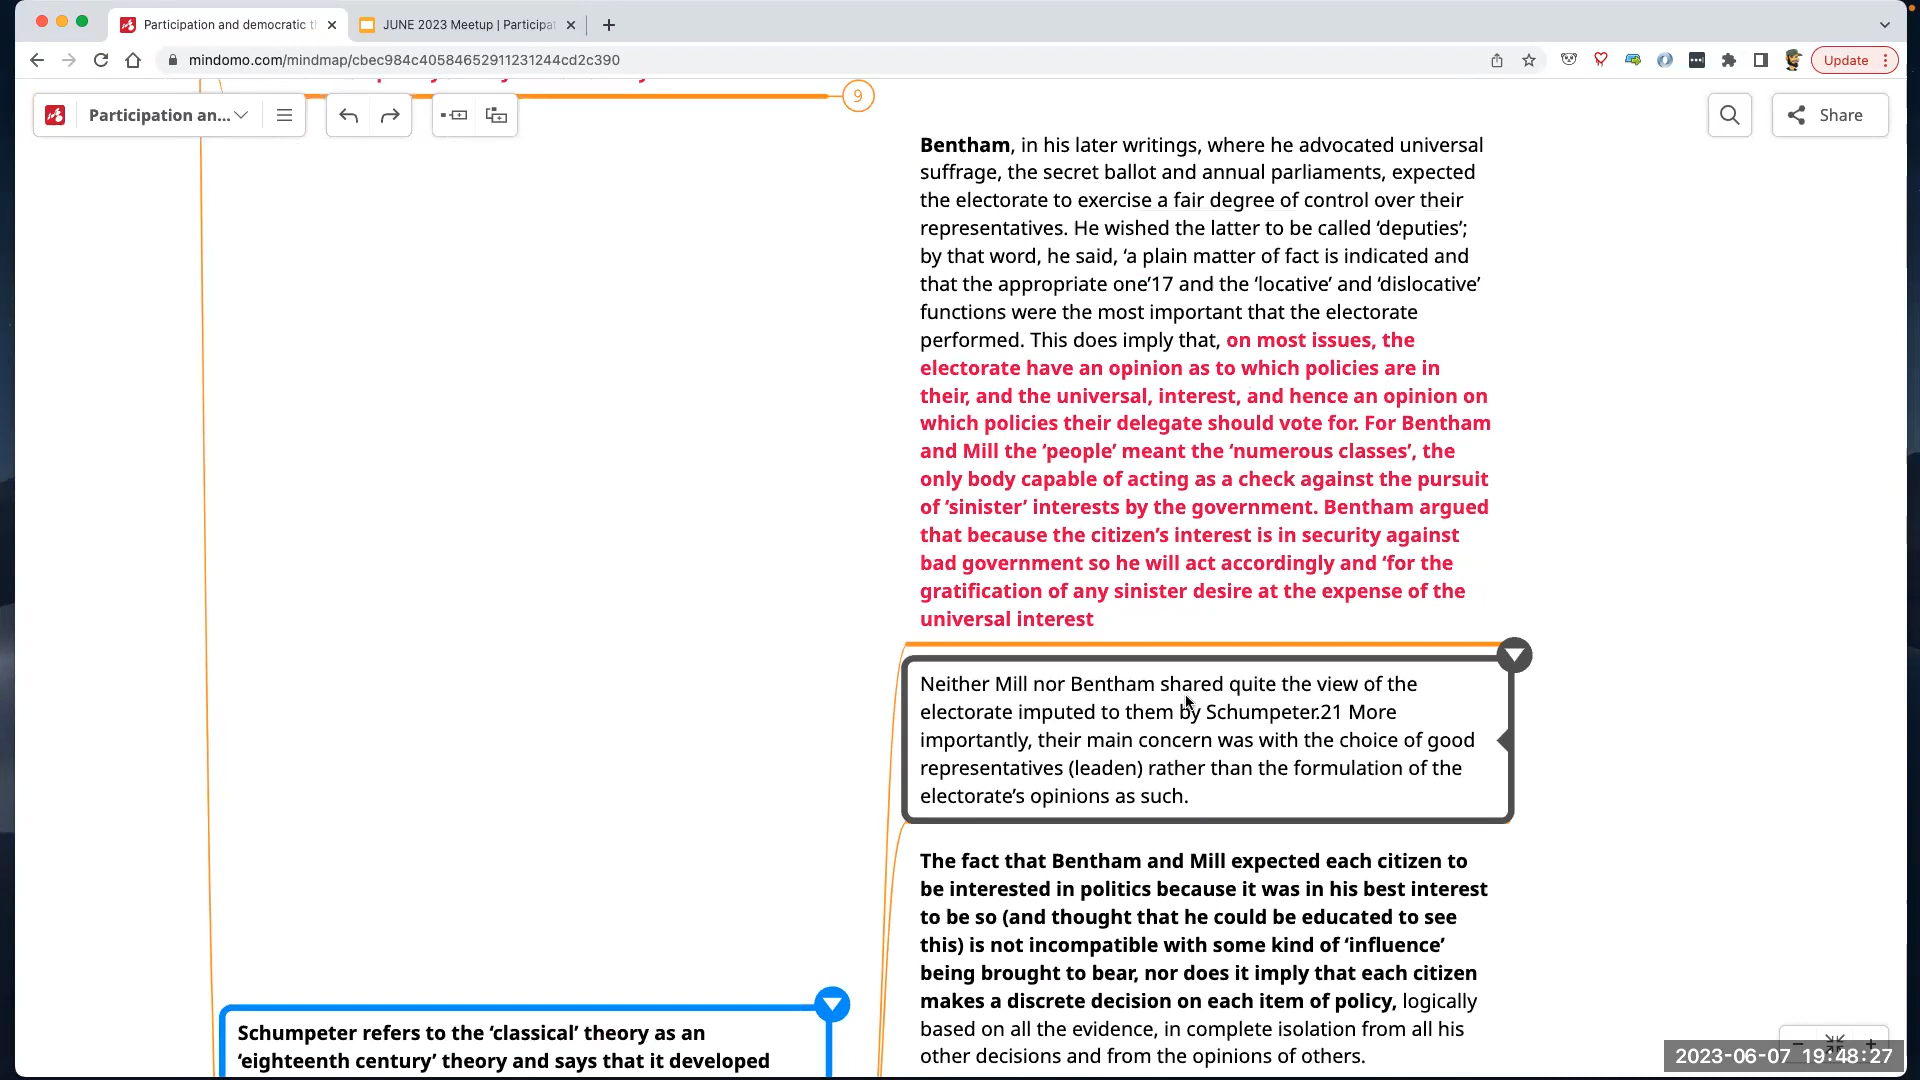 Participation and democratic t
JUNE 2023 Meetup | Participat
mindomo.com/mindmap/cbec984c40584652911231244cd2c390
Update
9
Participation an...
Share
Bentham, in his later writings, where he advocated universal
suffrage, the secret ballot and annual parliaments, expected
the electorate to exercise a fair degree of control over their
representatives. He wished the latter to be called ‘deputies’;
by that word, he said, ‘a plain matter of fact is indicated and
that the appropriate one’17 and the ‘locative’ and ‘dislocative’
functions were the most important that the electorate
performed. This does imply that, on most issues, the
electorate have an opinion as to which policies are in
their, and the universal, interest, and hence an opinion on
which policies their delegate should vote for. For Bentham
and Mill the ‘people’ meant the ‘numerous classes’, the
only body capable of acting as a check against the pursuit
of ‘sinister’ interests by the government. Bentham argued
that because the citizen’s interest is in security against
bad government so he will act accordingly and ‘for the
gratification of any sinister desire at the expense of the
universal interest
Neither Mill nor Bentham shared quite the view of the
electorate imputed to them by Schumpeter.21 More
importantly, their main concern was with the choice of good
representatives (leaden) rather than the formulation of the
electorate’s opinions as such.
The fact that Bentham and Mill expected each citizen to
be interested in politics because it was in his best interest
to be so (and thought that he could be educated to see
this) is not incompatible with some kind of ‘influence’
being brought to bear, nor does it imply that each citizen
makes a discrete decision on each item of policy, logically
based on all the evidence, in complete isolation from all his
other decisions and from the opinions of others.
Schumpeter refers to the ‘classical’ theory as an
‘eighteenth century’ theory and says that it developed
2023-06-07 19:48:27